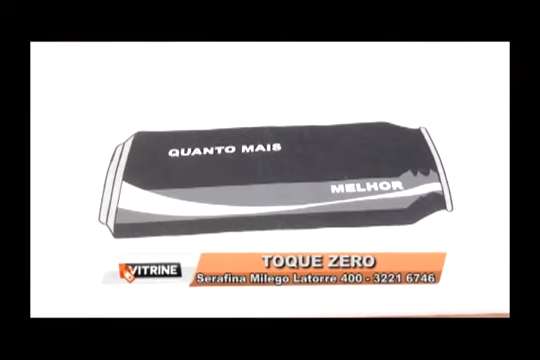 QUANTO MAIS
MELHOR
VITRINE
TOQUE ZERO
Serafina Milego Latorre 400 - 3221 6746